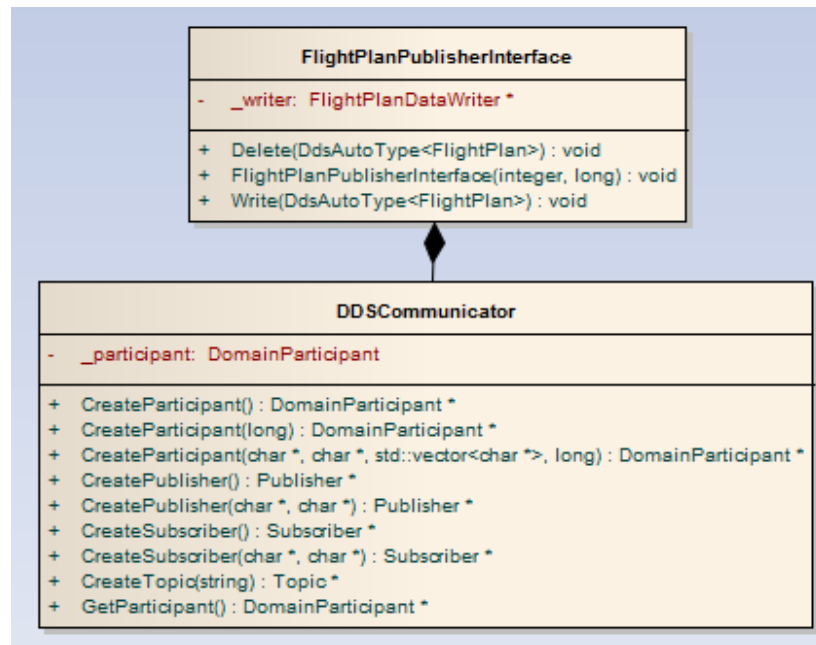 FlightPlanPublisherInterface
- _writer: FlightPlanDataWriter *
+ Delete(DdsAutoType<FlightPlan>) : void
+ FlightPlanPublisherInterface(integer, long) : void
+ Write(DdsAutoType<FlightPlan>) : void
DDSCommunicator
- _participant: DomainParticipant
+ CreateParticipant() : DomainParticipant *
+ CreateParticipant(long) : DomainParticipant *
+ CreateParticipant(char *, char *, std::vector<char *>, long) : DomainParticipant *
+ CreatePublisher() : Publisher *
+ CreatePublisher(char *, char *) : Publisher *
+ CreateSubscriber() : Subscriber *
+ CreateSubscriber(char *, char *) : Subscriber *
+ CreateTopic(string) : Topic *
+ GetParticipant() : DomainParticipant *